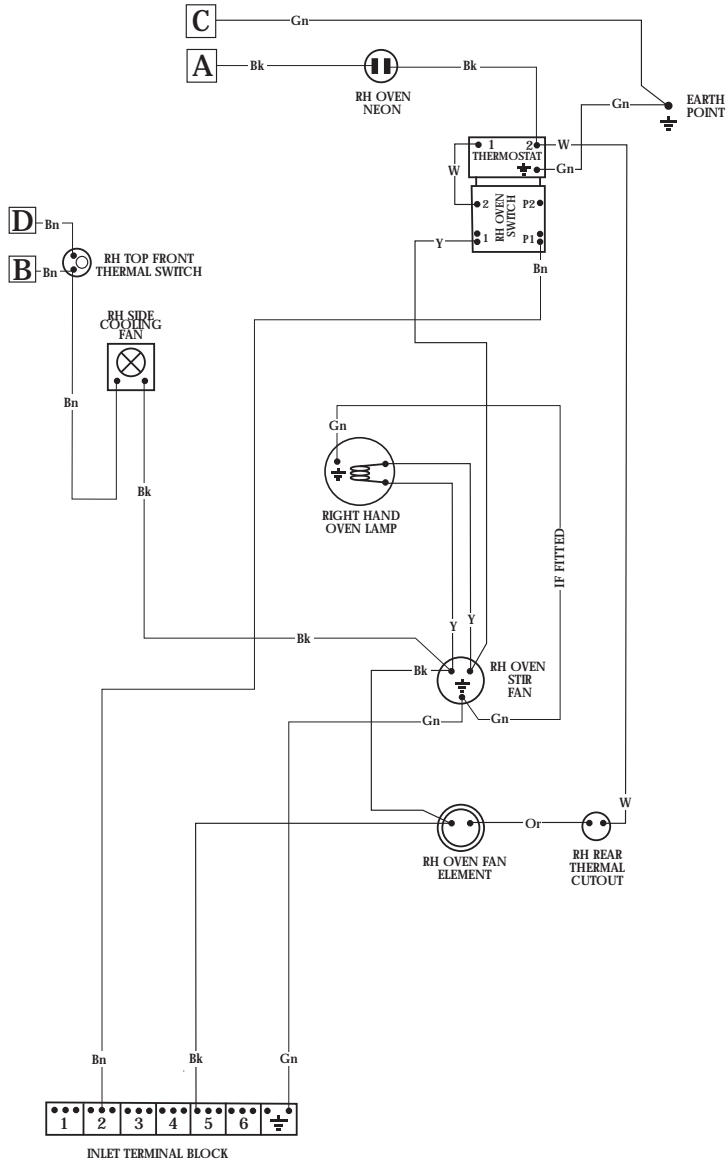 C
Gn
A
Bk
Bk
RH OVEN
NEON
Gn
EARTH
POINT
1
2
W
THERMOSTAT
Gn
W
2
P2
RH OVEN
SWITCH
1
P1
Y
Bn
D
Bn
B
Bn
RH TOP FRONT
THERMAL SWITCH
RH SIDE
COOLING
FAN
Bn
Gn
Bk
RIGHT HAND
OVEN LAMP
IF FITTED
Y
Y
Bk
Bk
RH OVEN
STIR
FAN
Gn
Gn
W
Or
RH OVEN FAN
ELEMENT
RH REAR
THERMAL
CUTOUT
Bn
Bk
Gn
1
2
3
4
5
6
INLET TERMINAL BLOCK